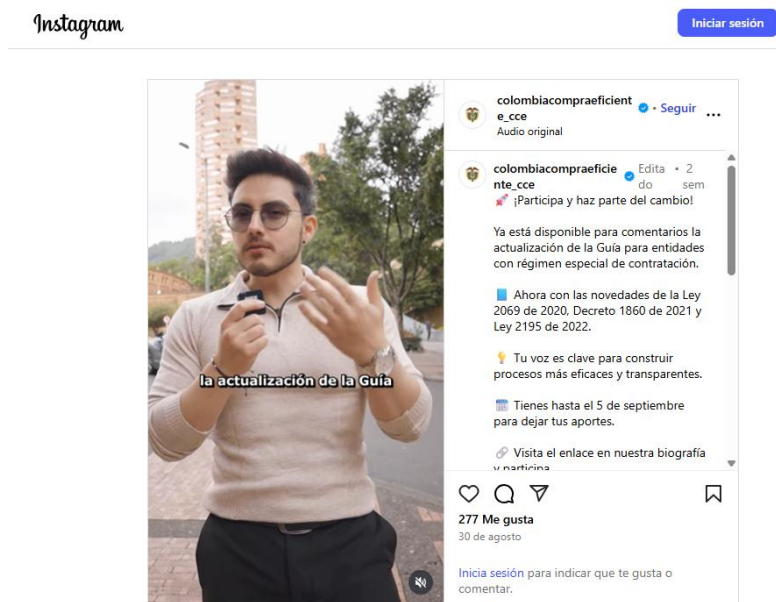 Instagram
Iniciar sesión
colombiacompraeficient
e_cce
• Seguir
Audio original
colombiacompraeficie
nte_cce
Edita
do
• 2
sem
🚀 ¡Participa y haz parte del cambio!
Ya está disponible para comentarios la
actualización de la Guía para entidades
con régimen especial de contratación.
📘 Ahora con las novedades de la Ley
2069 de 2020, Decreto 1860 de 2021 y
Ley 2195 de 2022.
💡 Tu voz es clave para construir
procesos más eficaces y transparentes.
🗓️ Tienes hasta el 5 de septiembre
para dejar tus aportes.
🔗 Visita el enlace en nuestra biografía
y participa
la actualización de la Guía
277 Me gusta
30 de agosto
Inicia sesión para indicar que te gusta o
comentar.